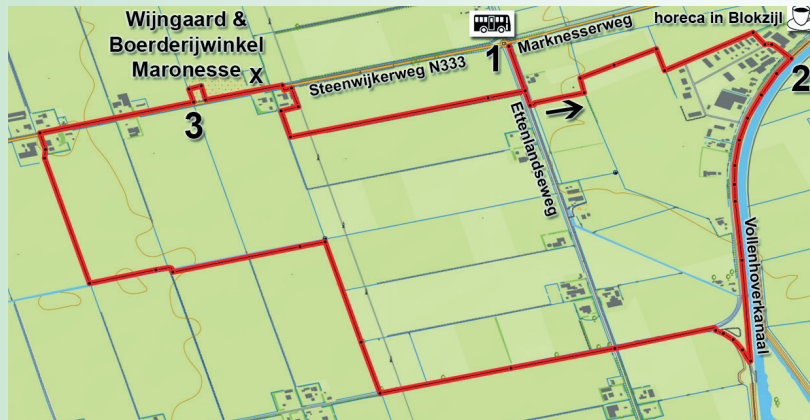 Wijngaard &
Boerderijwinkel
Maronesse x
1
Marknesserweg
horeca in Blokzijl
Steenwijkerweg N333
2
3
Ettenlandseweg
Vollenhoverkanaal